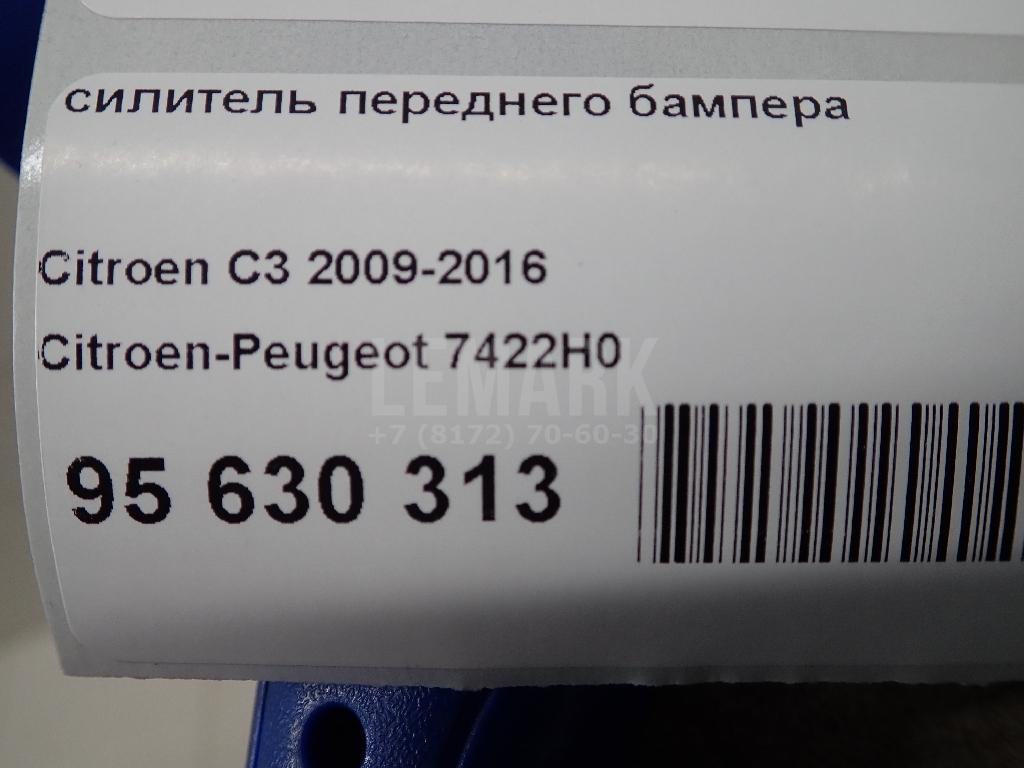 силитель переднего бампера
Citroen C3 2009-2016
Citroen-Peugeot 7422H0
LEMARK
+7 (8172) 70-60-30
95 630 313